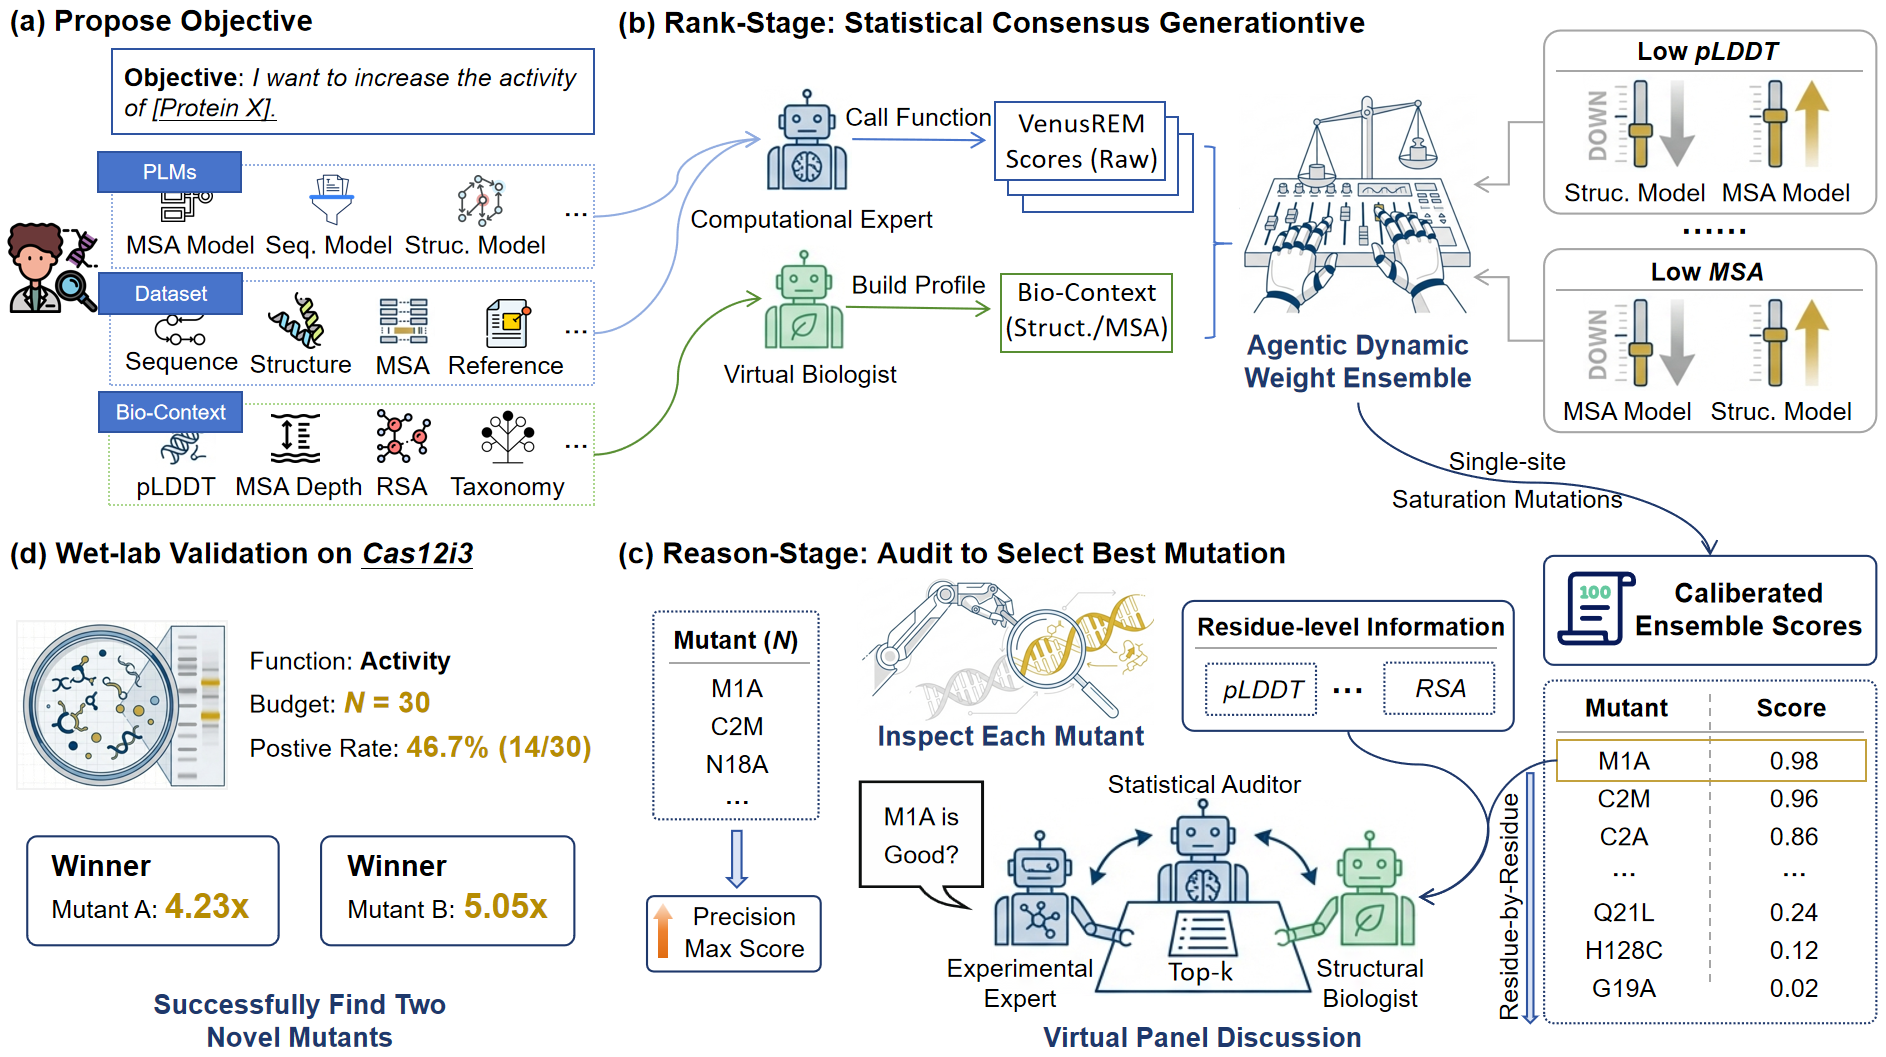 (a) Propose Objective
Objective: I want to increase the activity
of [Protein X].
PLMs
MSA Model
Seq. Model
Struc. Model
...
Dataset
Sequence
Structure
MSA
Reference
...
Bio-Context
pLDDT
MSA Depth
RSA
Taxonomy
...
(b) Rank-Stage: Statistical Consensus Generationtive
Computational Expert
Call Function
VenusREM
Scores (Raw)
Virtual Biologist
Build Profile
Bio-Context
(Struct./MSA)
Agentic Dynamic
Weight Ensemble
Low pLDDT
DOWN
Struc. Model
MSA Model
......
Low MSA
DOWN
MSA Model
Struc. Model
Single-site
Saturation Mutations
Caliberated
Ensemble Scores
100
Mutant
Score
M1A
0.98
C2M
0.96
C2A
0.86
...
...
Q21L
0.24
H128C
0.12
G19A
0.02
Residue-by-Residue
(c) Reason-Stage: Audit to Select Best Mutation
Mutant (N)
M1A
C2M
N18A
...
Precision
Max Score
Inspect Each Mutant
Residue-level Information
pLDDT
...
RSA
M1A is
Good?
Statistical Auditor
Experimental
Expert
Top-k
Structural
Biologist
Virtual Panel Discussion
(d) Wet-lab Validation on Cas12i3
Function: Activity
Budget: N = 30
Postive Rate: 46.7% (14/30)
Winner
Mutant A: 4.23x
Winner
Mutant B: 5.05x
Successfully Find Two
Novel Mutants